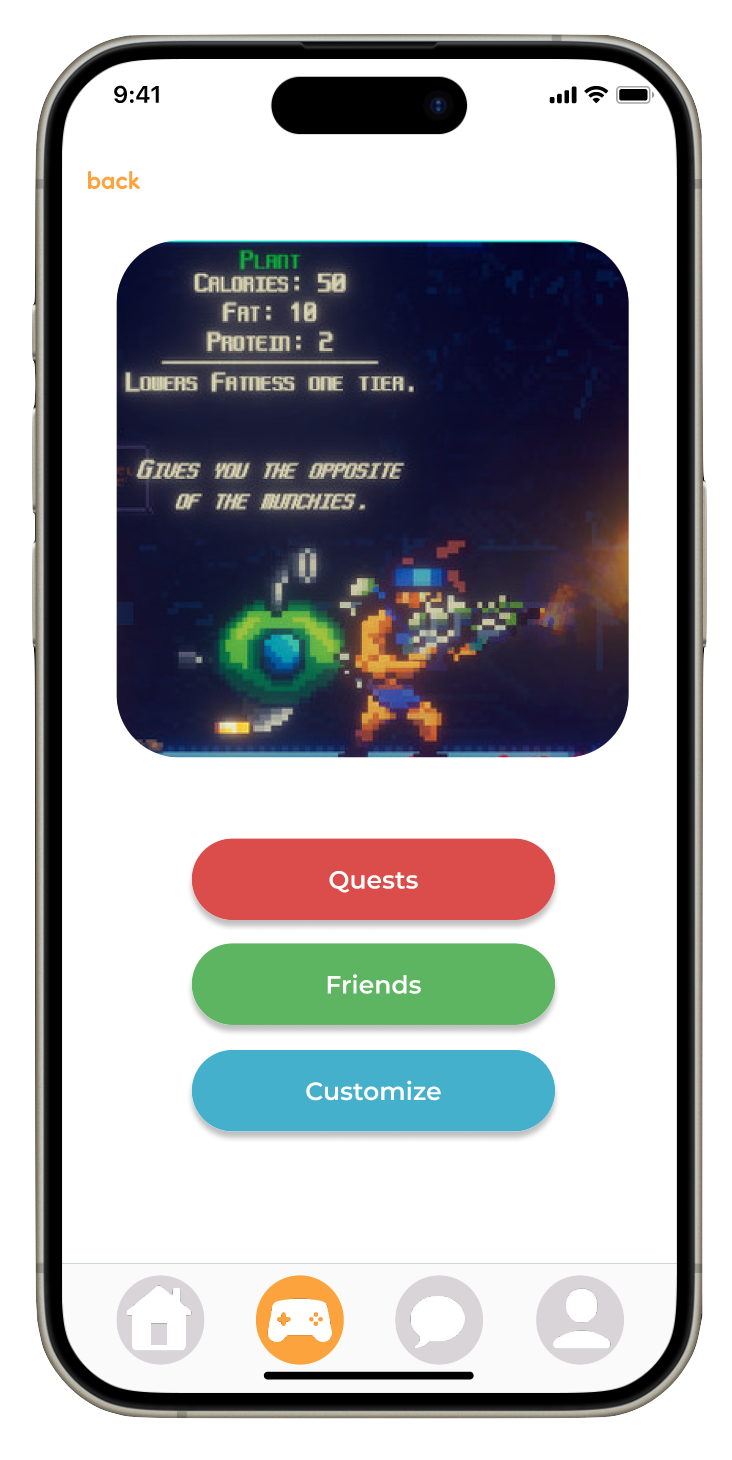 9:41
back
Plant
Calories: 50
Fat: 10
Protein: 2
Lowers Fatness one tier.
Gives you the opposite
of the munchies.
Quests
Friends
Customize